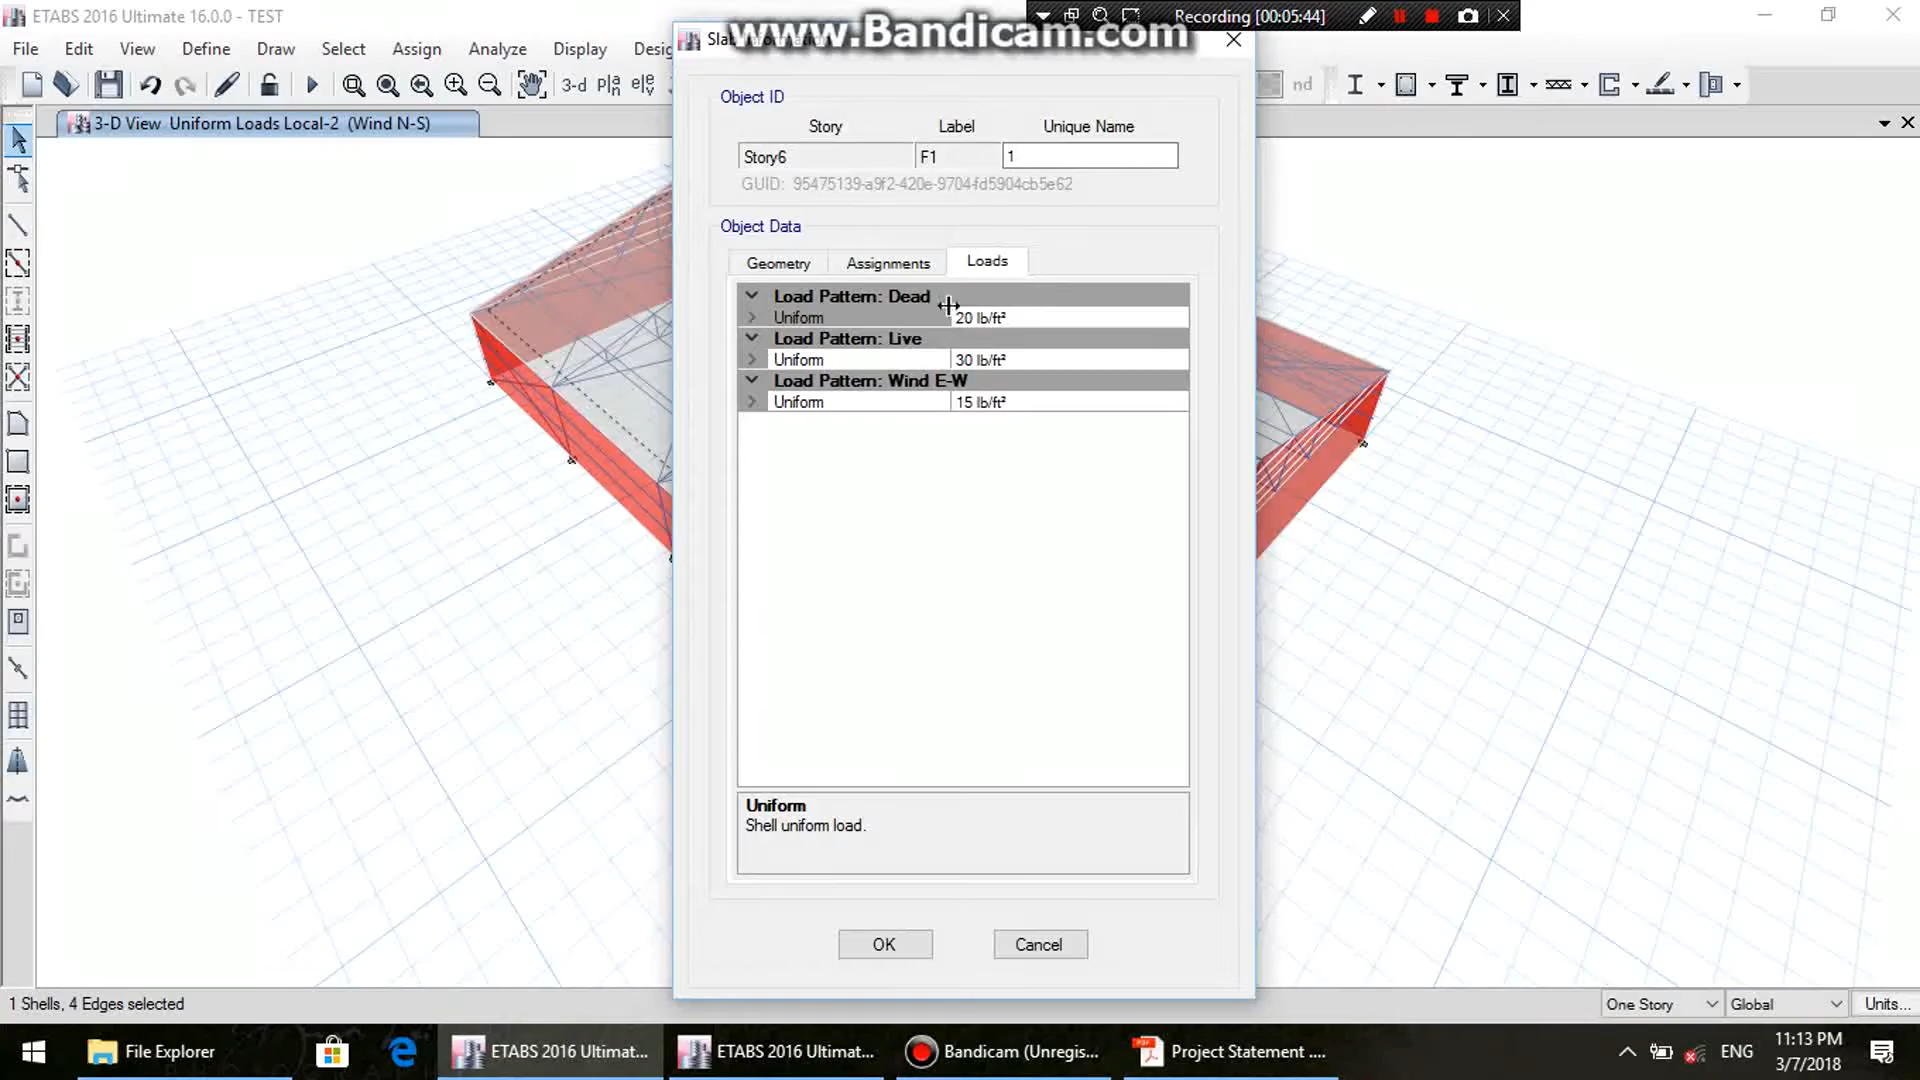 ETABS 2016 Ultimate 16.0.0 - TEST
Recording [00:05:44]
www.Bandicam.com
File Edit View Define Draw Select Assign Analyze Display
3-d
nd
3-D View Uniform Loads Local-2 (Wind N-S)
Object ID
Story Label Unique Name
Story6 F1 1
GUID: 95475139-a9f2-420e-9704-fd5904cb5e62
Object Data
Geometry Assignments Loads
Load Pattern: Dead
Uniform 20 lb/ft²
Load Pattern: Live
Uniform 30 lb/ft²
Load Pattern: Wind E-W
Uniform 15 lb/ft²
Uniform
Shell uniform load.
OK Cancel
1 Shells, 4 Edges selected
One Story Global Units...
File Explorer
ETABS 2016 Ultimat...
ETABS 2016 Ultimat...
Bandicam (Unregis...
Project Statement ....
ENG
11:13 PM
3/7/2018